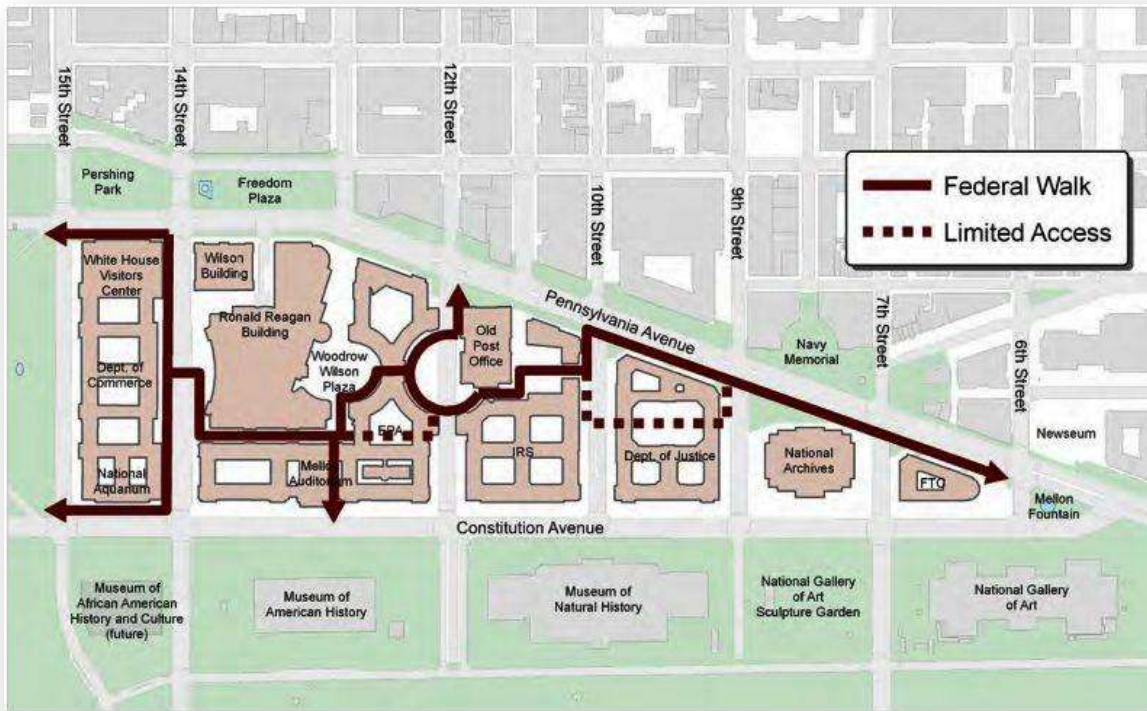 15th Street
14th Street
12th Street
10th Street
9th Street
7th Street
6th Street
Federal Walk
Limited Access
Pershing
Park
Freedom
Plaza
White House
Visitors
Center
Wilson
Building
Ronald Reagan
Building
Woodrow
Wilson
Plaza
Old
Post
Office
Pennsylvania Avenue
Navy
Memorial
Dept. of
Commerce
EPA
IRS
Dept. of Justice
National
Archives
FTC
Newseum
Mellon
Fountain
National
Aquarium
Mellon
Auditorium
Constitution Avenue
Museum of
African American
History and Culture
(future)
Museum of
American History
Museum of
Natural History
National Gallery
of Art
Sculpture Garden
National Gallery
of Art